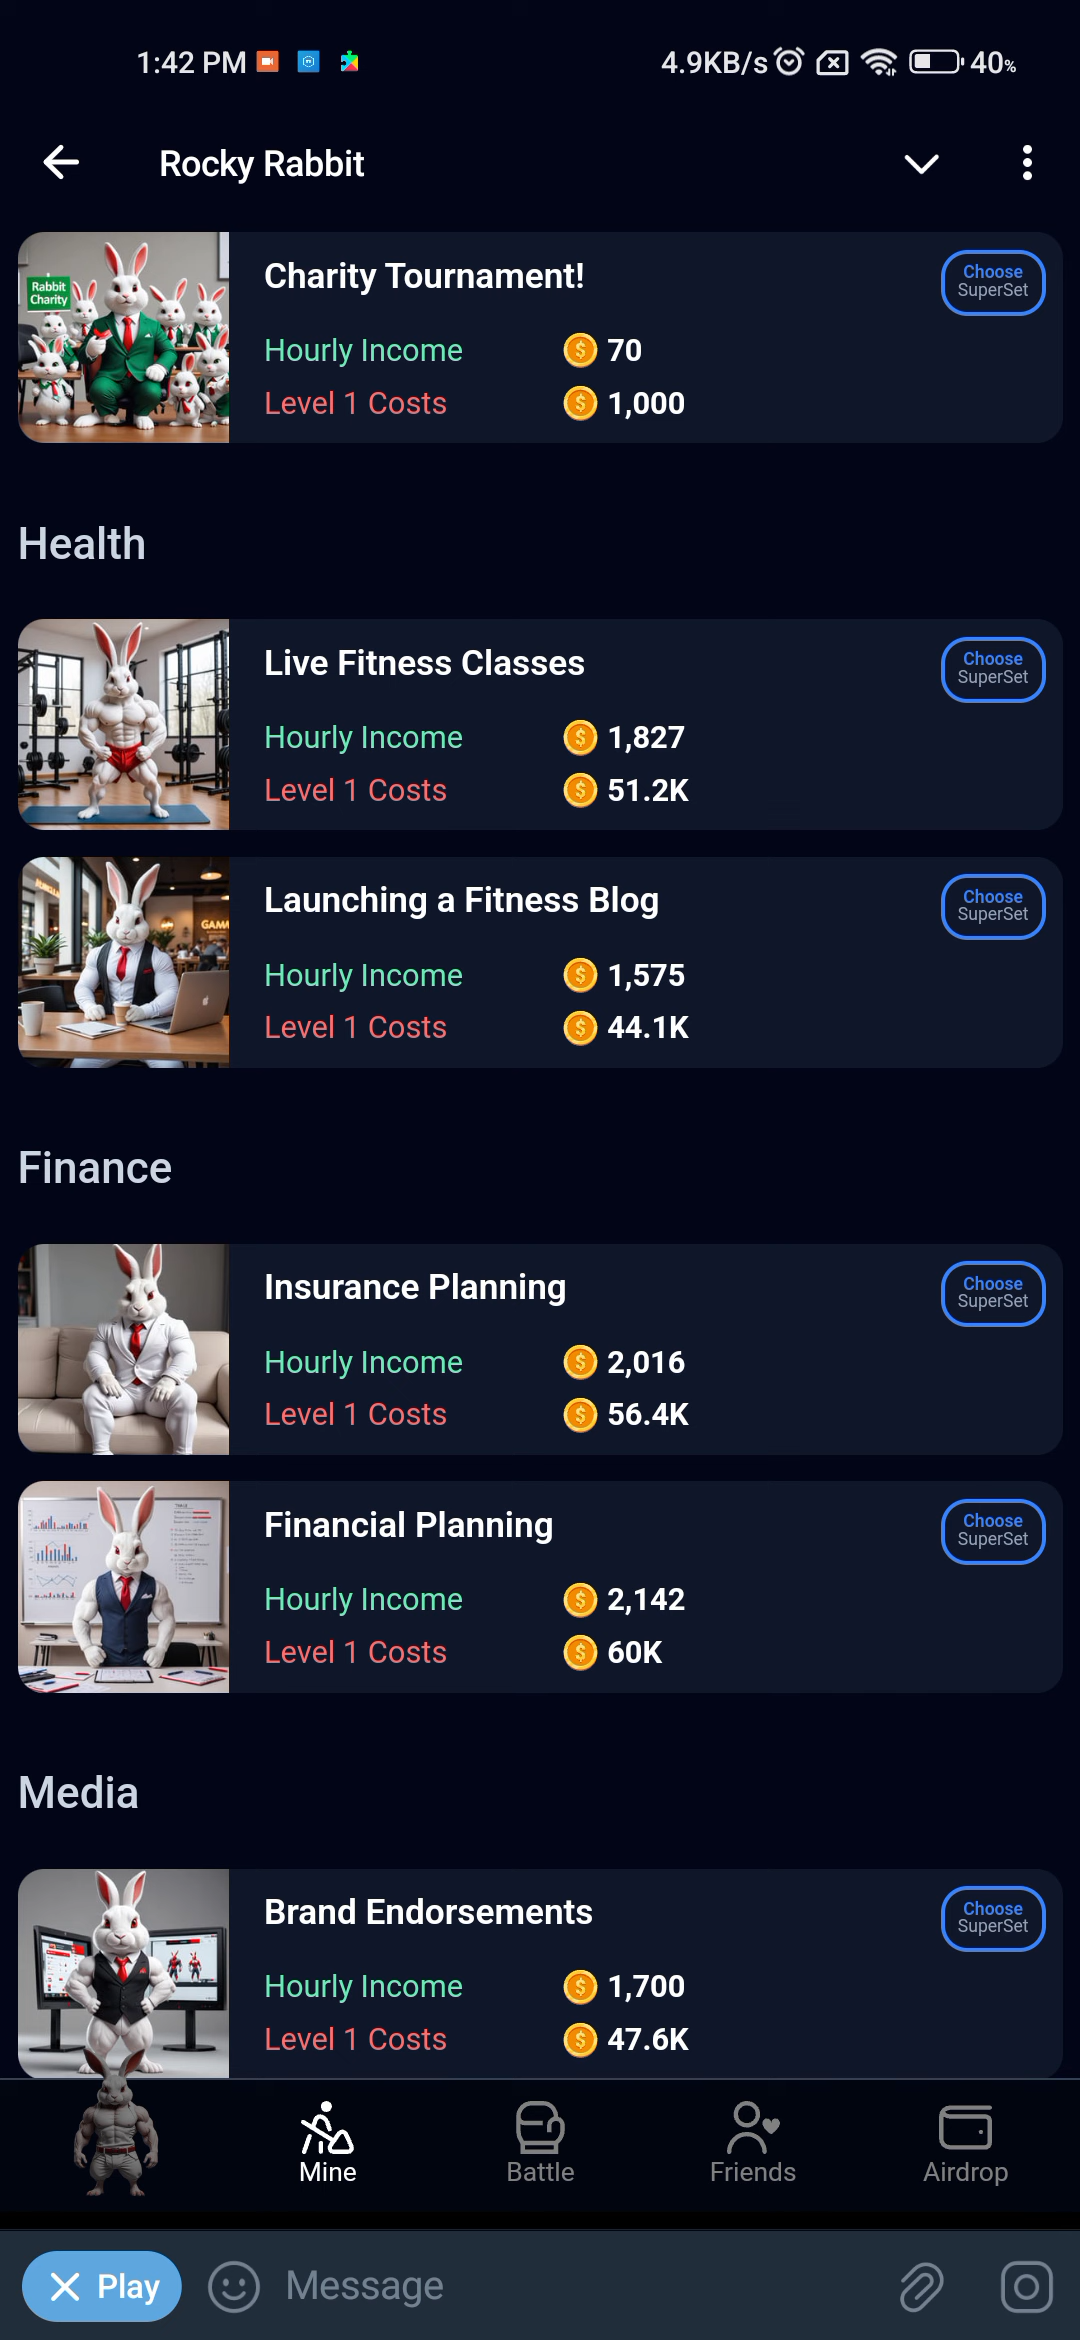 1:42 PM
4.9KB/s
40%
Rocky Rabbit
Rabbit
Charity
Charity Tournament!
Choose
SuperSet
Hourly Income
70
Level 1 Costs
1,000
Health
Live Fitness Classes
Choose
SuperSet
Hourly Income
1,827
Level 1 Costs
51.2K
Launching a Fitness Blog
Choose
SuperSet
Hourly Income
1,575
Level 1 Costs
44.1K
Finance
Insurance Planning
Choose
SuperSet
Hourly Income
2,016
Level 1 Costs
56.4K
Financial Planning
Choose
SuperSet
Hourly Income
2,142
Level 1 Costs
60K
Media
Brand Endorsements
Choose
SuperSet
Hourly Income
1,700
Level 1 Costs
47.6K
Mine
Battle
Friends
Airdrop
Play
Message